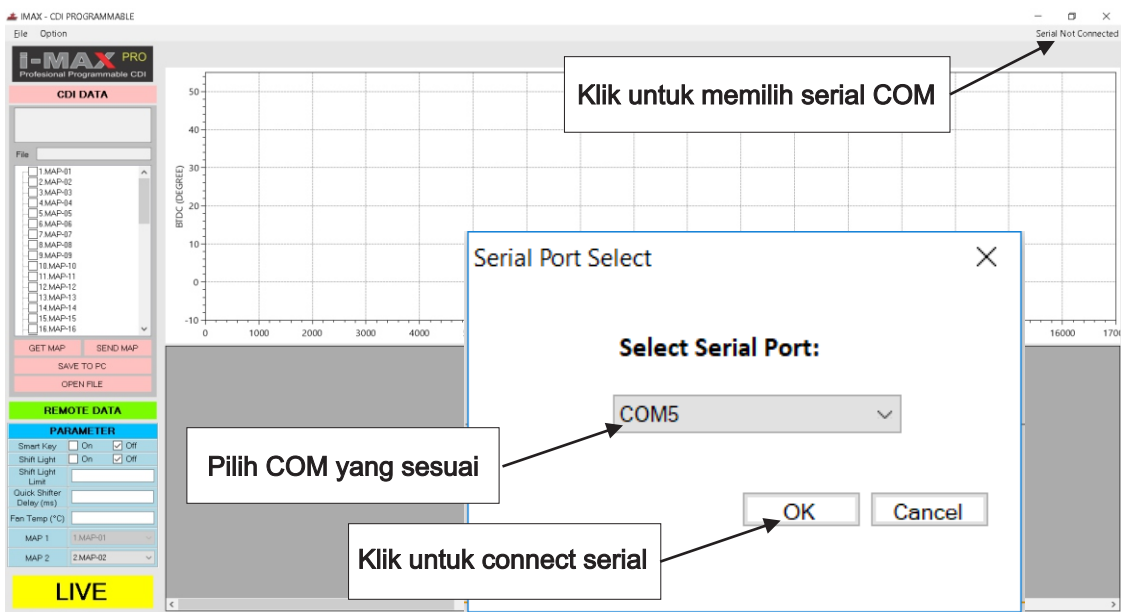 IMAX - CDI PROGRAMMABLE
File Option
Serial Not Connected
i-MAX PRO
Profesional Programmable CDI
CDI DATA
File
1.MAP-01
2.MAP-02
3.MAP-03
4.MAP-04
5.MAP-05
6.MAP-06
7.MAP-07
8.MAP-08
9.MAP-09
10.MAP-10
11.MAP-11
12.MAP-12
13.MAP-13
14.MAP-14
15.MAP-15
16.MAP-16
GET MAP SEND MAP
SAVE TO PC
OPEN FILE
REMOTE DATA
PARAMETER
Smart Key On Off
Shift Light On Off
Shift Light
Limit
Quick Shifter
Delay (ms)
Fan Temp (°C)
MAP 1 1.MAP-01
MAP 2 2.MAP-02
LIVE
BTDC (DEGREE)
50
40
30
20
10
0
-10
0 1000 2000 3000 4000 16000 170
Klik untuk memilih serial COM
Serial Port Select
Select Serial Port:
COM5
Pilih COM yang sesuai
OK Cancel
Klik untuk connect serial